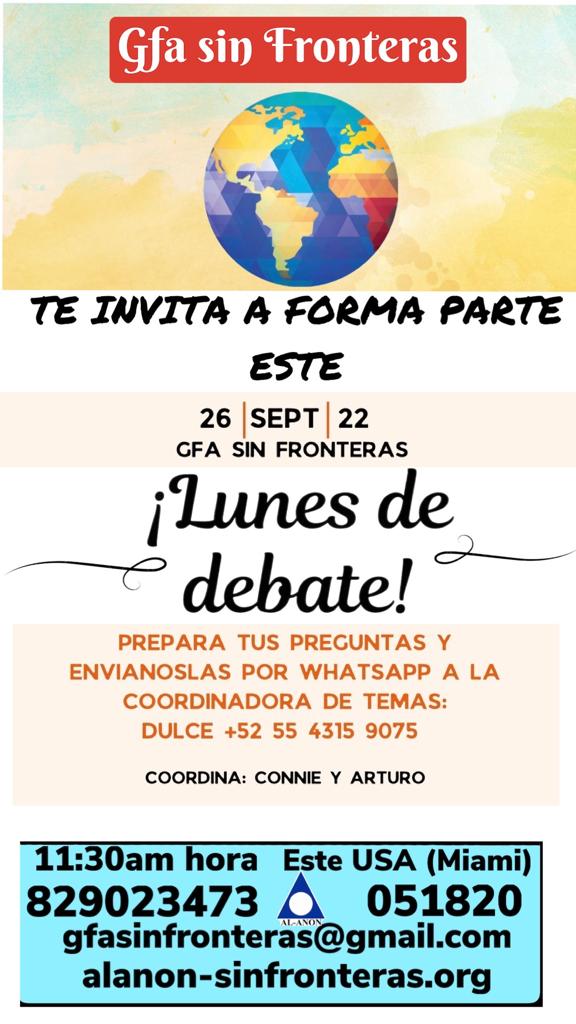 Gfa sin Fronteras
TE INVITA A FORMA PARTE
ESTE
26 | SEPT | 22
GFA SIN FRONTERAS
¡Lunes de
debate!
PREPARA TUS PREGUNTAS Y
ENVIANOSLAS POR WHATSAPP A LA
COORDINADORA DE TEMAS:
DULCE +52 55 4315 9075
COORDINA: CONNIE Y ARTURO
11:30am hora Este USA (Miami)
829023473 051820
AL-ANON
gfasinfronteras@gmail.com
alanon-sinfronteras.org